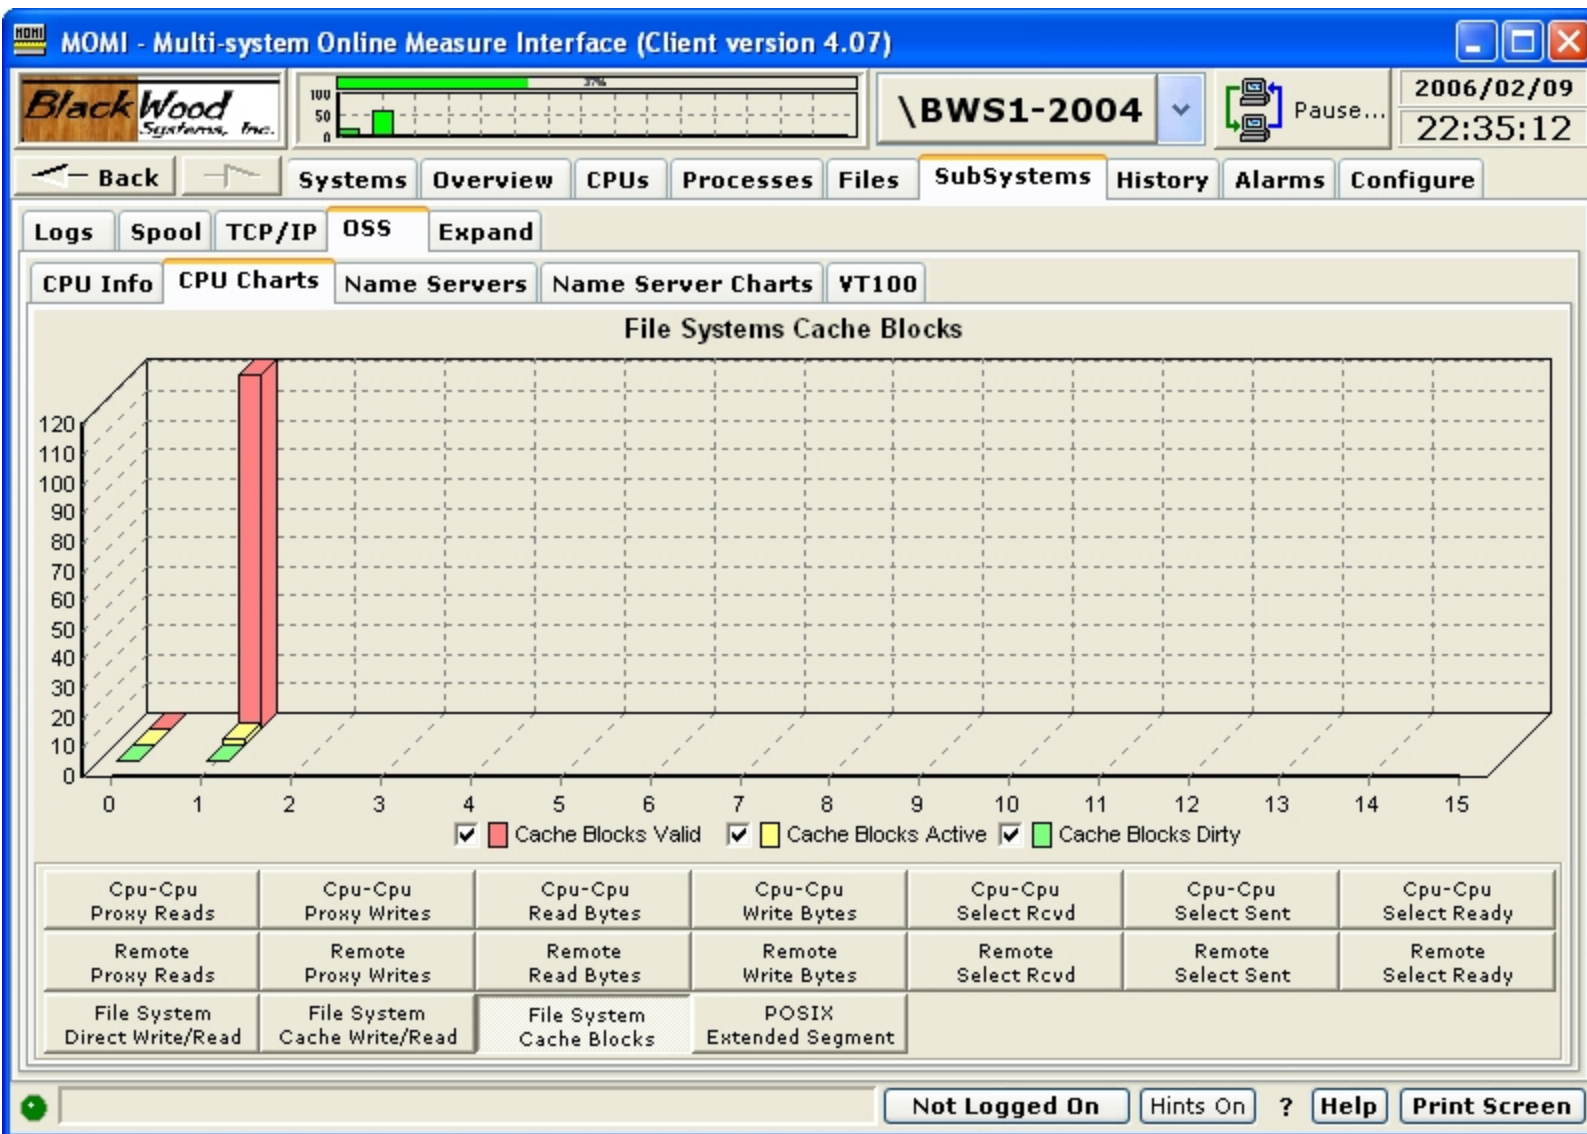 MOMI
MOMI - Multi-system Online Measure Interface (Client version 4.07)
BlackWood
Systems, Inc.
37%
100
50
0
\BWS1-2004
Pause...
2006/02/09
22:35:12
Back
Systems Overview CPUs Processes Files SubSystems History Alarms Configure
Logs Spool TCP/IP OSS Expand
CPU Info CPU Charts Name Servers Name Server Charts VT100
File Systems Cache Blocks
120
110
100
90
80
70
60
50
40
30
20
10
0
0 1 2 3 4 5 6 7 8 9 10 11 12 13 14 15
Cache Blocks Valid Cache Blocks Active Cache Blocks Dirty
Cpu-Cpu Cpu-Cpu Cpu-Cpu Cpu-Cpu Cpu-Cpu Cpu-Cpu Cpu-Cpu
Proxy Reads Proxy Writes Read Bytes Write Bytes Select Rcvd Select Sent Select Ready
Remote Remote Remote Remote Remote Remote Remote
Proxy Reads Proxy Writes Read Bytes Write Bytes Select Rcvd Select Sent Select Ready
File System File System File System POSIX
Direct Write/Read Cache Write/Read Cache Blocks Extended Segment
Not Logged On Hints On ? Help Print Screen